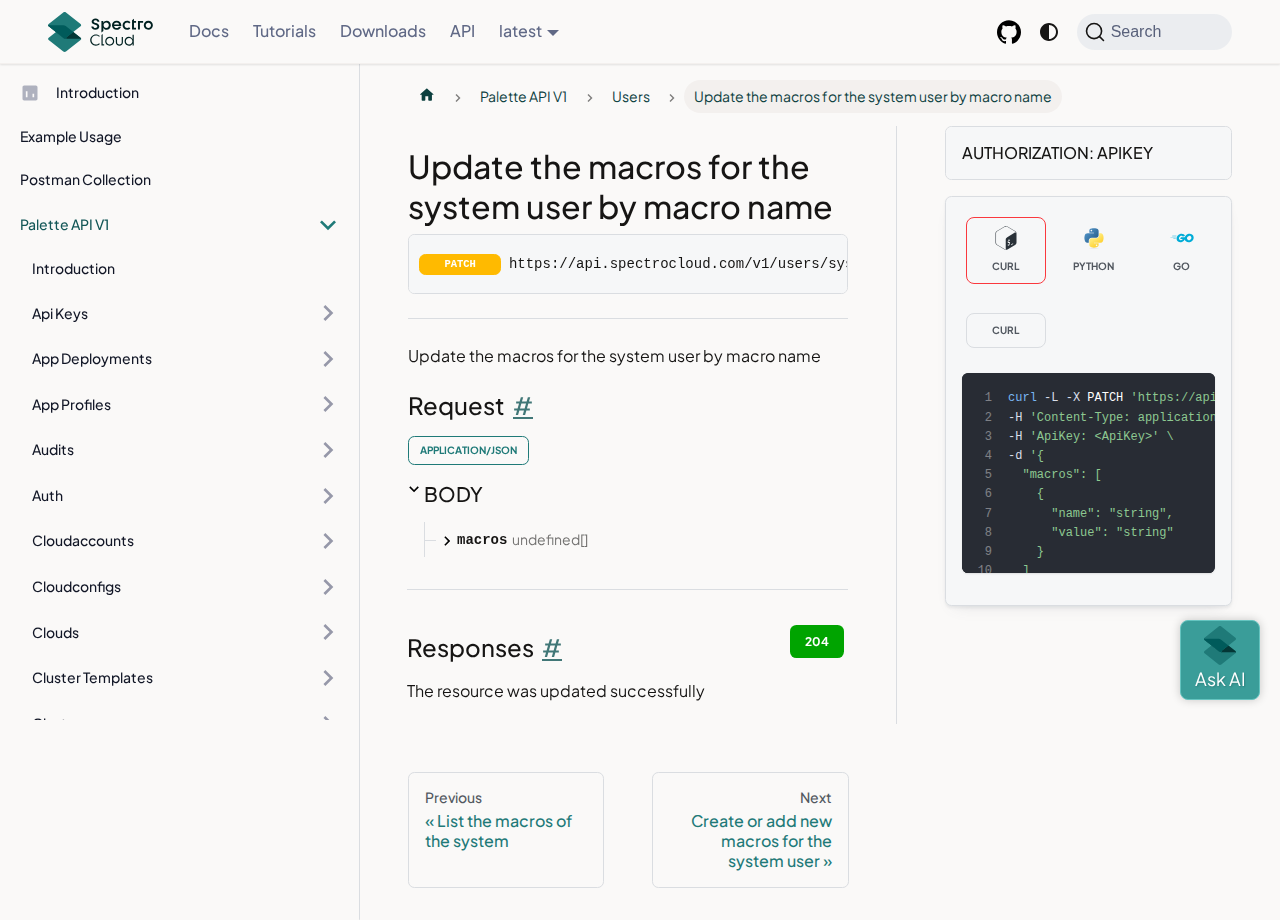 Spectro
Cloud
Docs
Tutorials
Downloads
API
latest
Search
Introduction
Example Usage
Postman Collection
Palette API V1
Introduction
Api Keys
App Deployments
App Profiles
Audits
Auth
Cloudaccounts
Cloudconfigs
Clouds
Cluster Templates
Palette API V1
Users
Update the macros for the system user by macro name
Update the macros for the
system user by macro name
PATCH
https://api.spectrocloud.com/v1/users/sys
Update the macros for the system user by macro name
Request #
APPLICATION/JSON
BODY
macros undefined[]
Responses #
204
The resource was updated successfully
Previous
« List the macros of
the system
Next
Create or add new
macros for the
system user »
AUTHORIZATION: APIKEY
CURL
PYTHON
GO
CURL
1 curl -L -X PATCH 'https://api
2 -H 'Content-Type: application
3 -H 'ApiKey: <ApiKey>' \
4 -d '{
5 "macros": [
6 {
7 "name": "string",
8 "value": "string"
9 }
10 ]
Ask AI